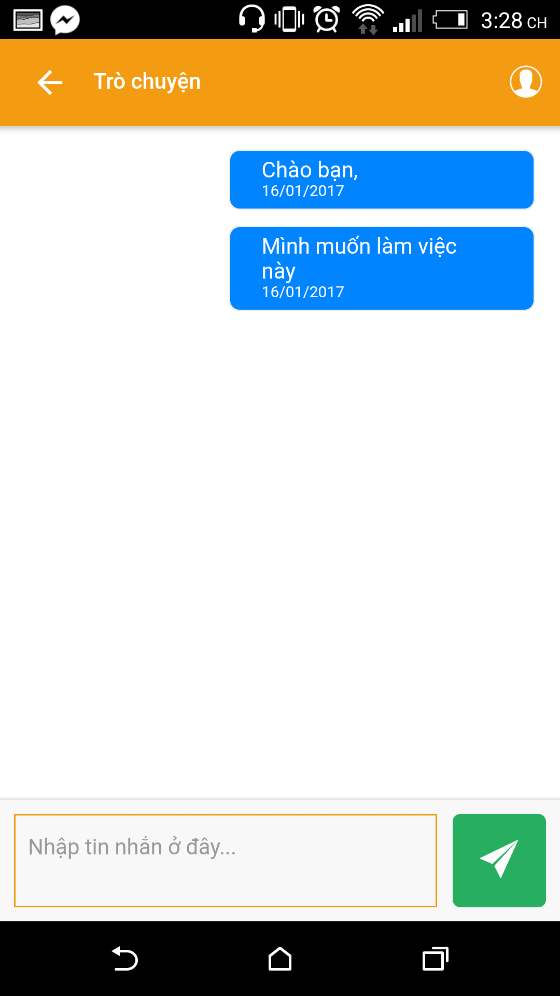 3:28 CH
Trò chuyện
Chào bạn,
16/01/2017
Mình muốn làm việc
này
16/01/2017
Nhập tin nhắn ở đây...